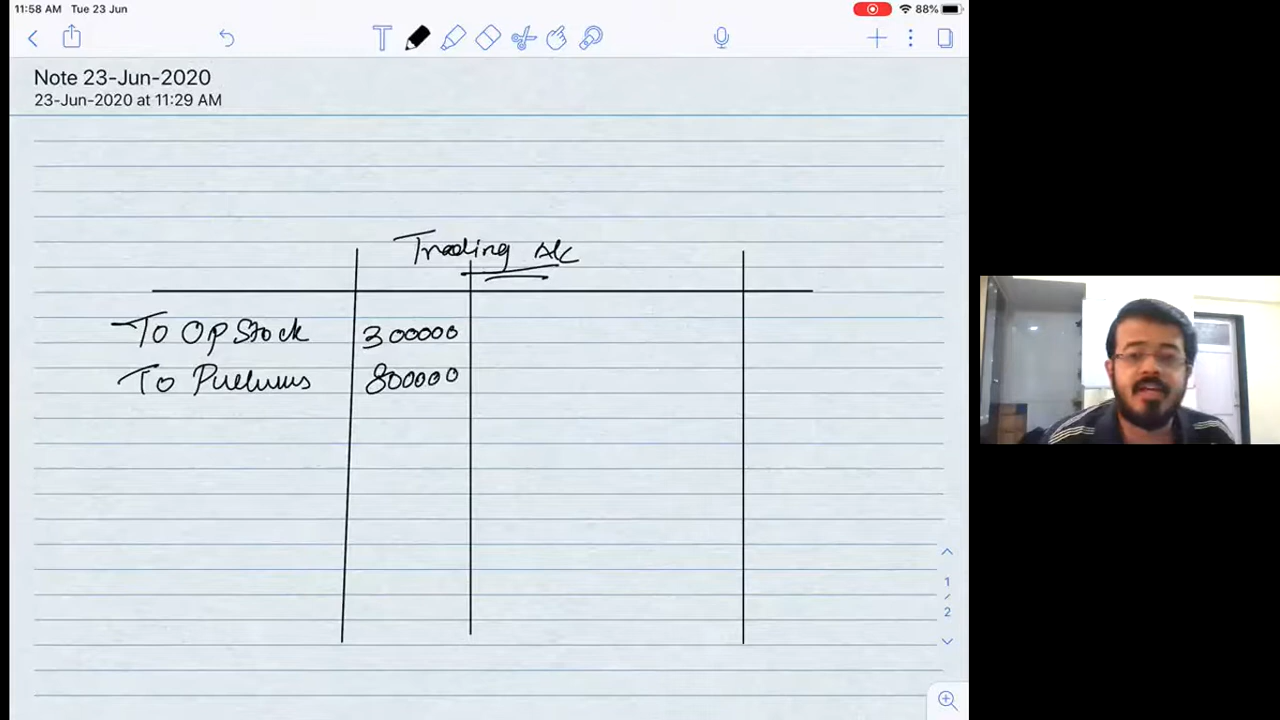 11:58 AM Tue 23 Jun
88%
T
Note 23-Jun-2020
23-Jun-2020 at 11:29 AM
Trading A/c
To Op Stock 300000
To 800000
1
2